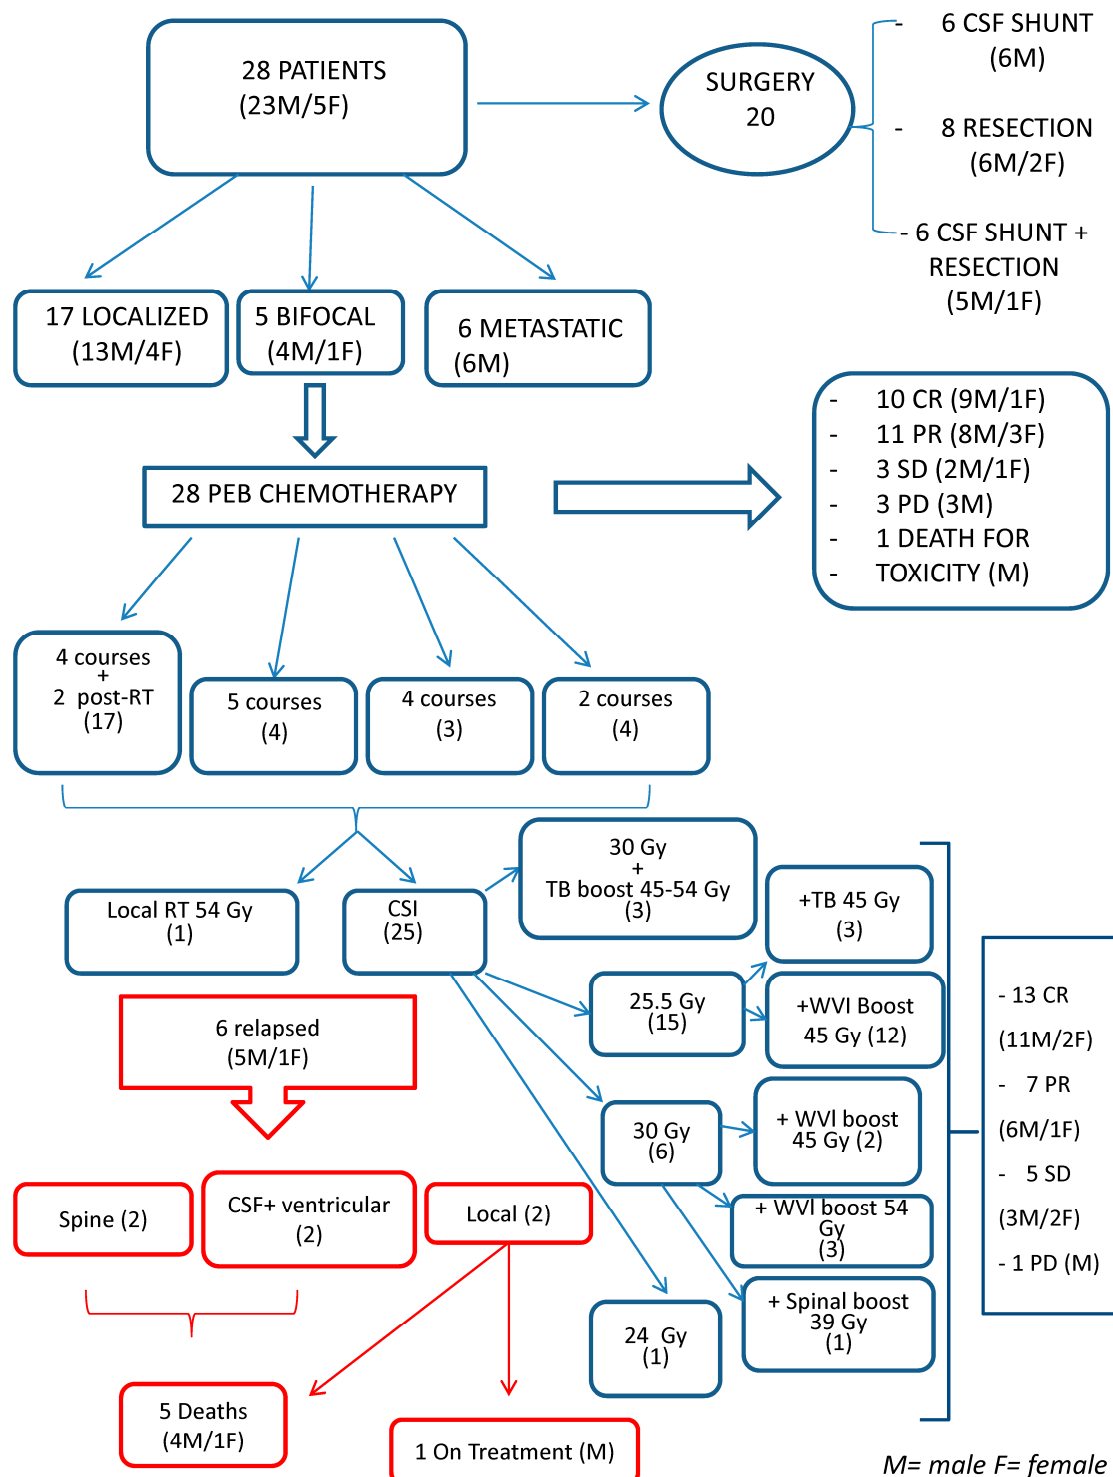 28 PATIENTS
(23M/5F)
SURGERY
20
- 6 CSF SHUNT
(6M)
- 8 RESECTION
(6M/2F)
- 6 CSF SHUNT +
RESECTION
(5M/1F)
17 LOCALIZED
(13M/4F)
5 BIFOCAL
(4M/1F)
6 METASTATIC
(6M)
28 PEB CHEMOTHERAPY
- 10 CR (9M/1F)
- 11 PR (8M/3F)
- 3 SD (2M/1F)
- 3 PD (3M)
- 1 DEATH FOR
- TOXICITY (M)
4 courses
+
2 post-RT
(17)
5 courses
(4)
4 courses
(3)
2 courses
(4)
Local RT 54 Gy
(1)
CSI
(25)
30 Gy
+
TB boost 45-54 Gy
(3)
25.5 Gy
(15)
+TB 45 Gy
(3)
+WVI Boost
45 Gy (12)
30 Gy
(6)
+ WVI boost
45 Gy (2)
+ WVI boost 54
Gy
(3)
+ Spinal boost
39 Gy
(1)
24 Gy
(1)
- 13 CR
(11M/2F)
- 7 PR
(6M/1F)
- 5 SD
(3M/2F)
- 1 PD (M)
6 relapsed
(5M/1F)
Spine (2)
CSF+ ventricular
(2)
Local (2)
5 Deaths
(4M/1F)
1 On Treatment (M)
M= male F= female